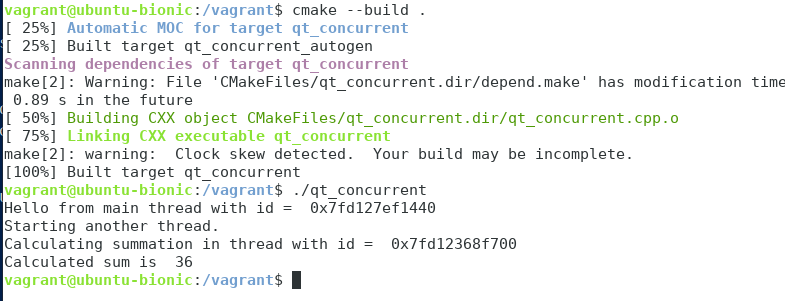 vagrant@ubuntu-bionic:/vagrant$ cmake --build .
[ 25%] Automatic MOC for target qt_concurrent
[ 25%] Built target qt_concurrent_autogen
Scanning dependencies of target qt_concurrent
make[2]: Warning: File 'CMakeFiles/qt_concurrent.dir/depend.make' has modification time
 0.89 s in the future
[ 50%] Building CXX object CMakeFiles/qt_concurrent.dir/qt_concurrent.cpp.o
[ 75%] Linking CXX executable qt_concurrent
make[2]: warning:  Clock skew detected.  Your build may be incomplete.
[100%] Built target qt_concurrent
vagrant@ubuntu-bionic:/vagrant$ ./qt_concurrent
Hello from main thread with id =  0x7fd127ef1440
Starting another thread.
Calculating summation in thread with id =  0x7fd12368f700
Calculated sum is  36
vagrant@ubuntu-bionic:/vagrant$